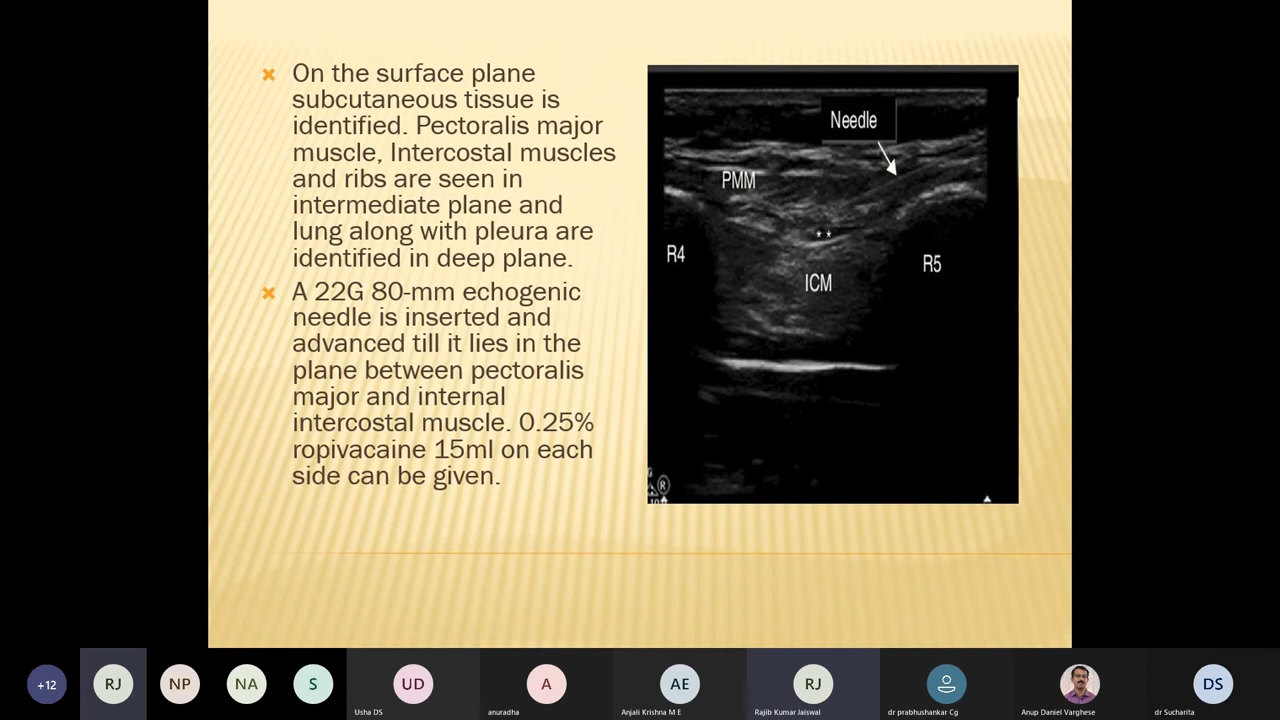 On the surface plane
subcutaneous tissue is
identified. Pectoralis major
muscle, Intercostal muscles
and ribs are seen in
intermediate plane and
lung along with pleura are
identified in deep plane.
A 22G 80-mm echogenic
needle is inserted and
advanced till it lies in the
plane between pectoralis
major and internal
intercostal muscle. 0.25%
ropivacaine 15ml on each
side can be given.
Needle
PMM
R4
R5
ICM
R
+12
RJ
NP
NA
S
UD
A
AE
RJ
DS
Usha DS
anuradha
Anjali Krishna M E
Rajib Kumar Jaiswal
dr prabhushankar Cg
Anup Daniel Varghese
dr Sucharita